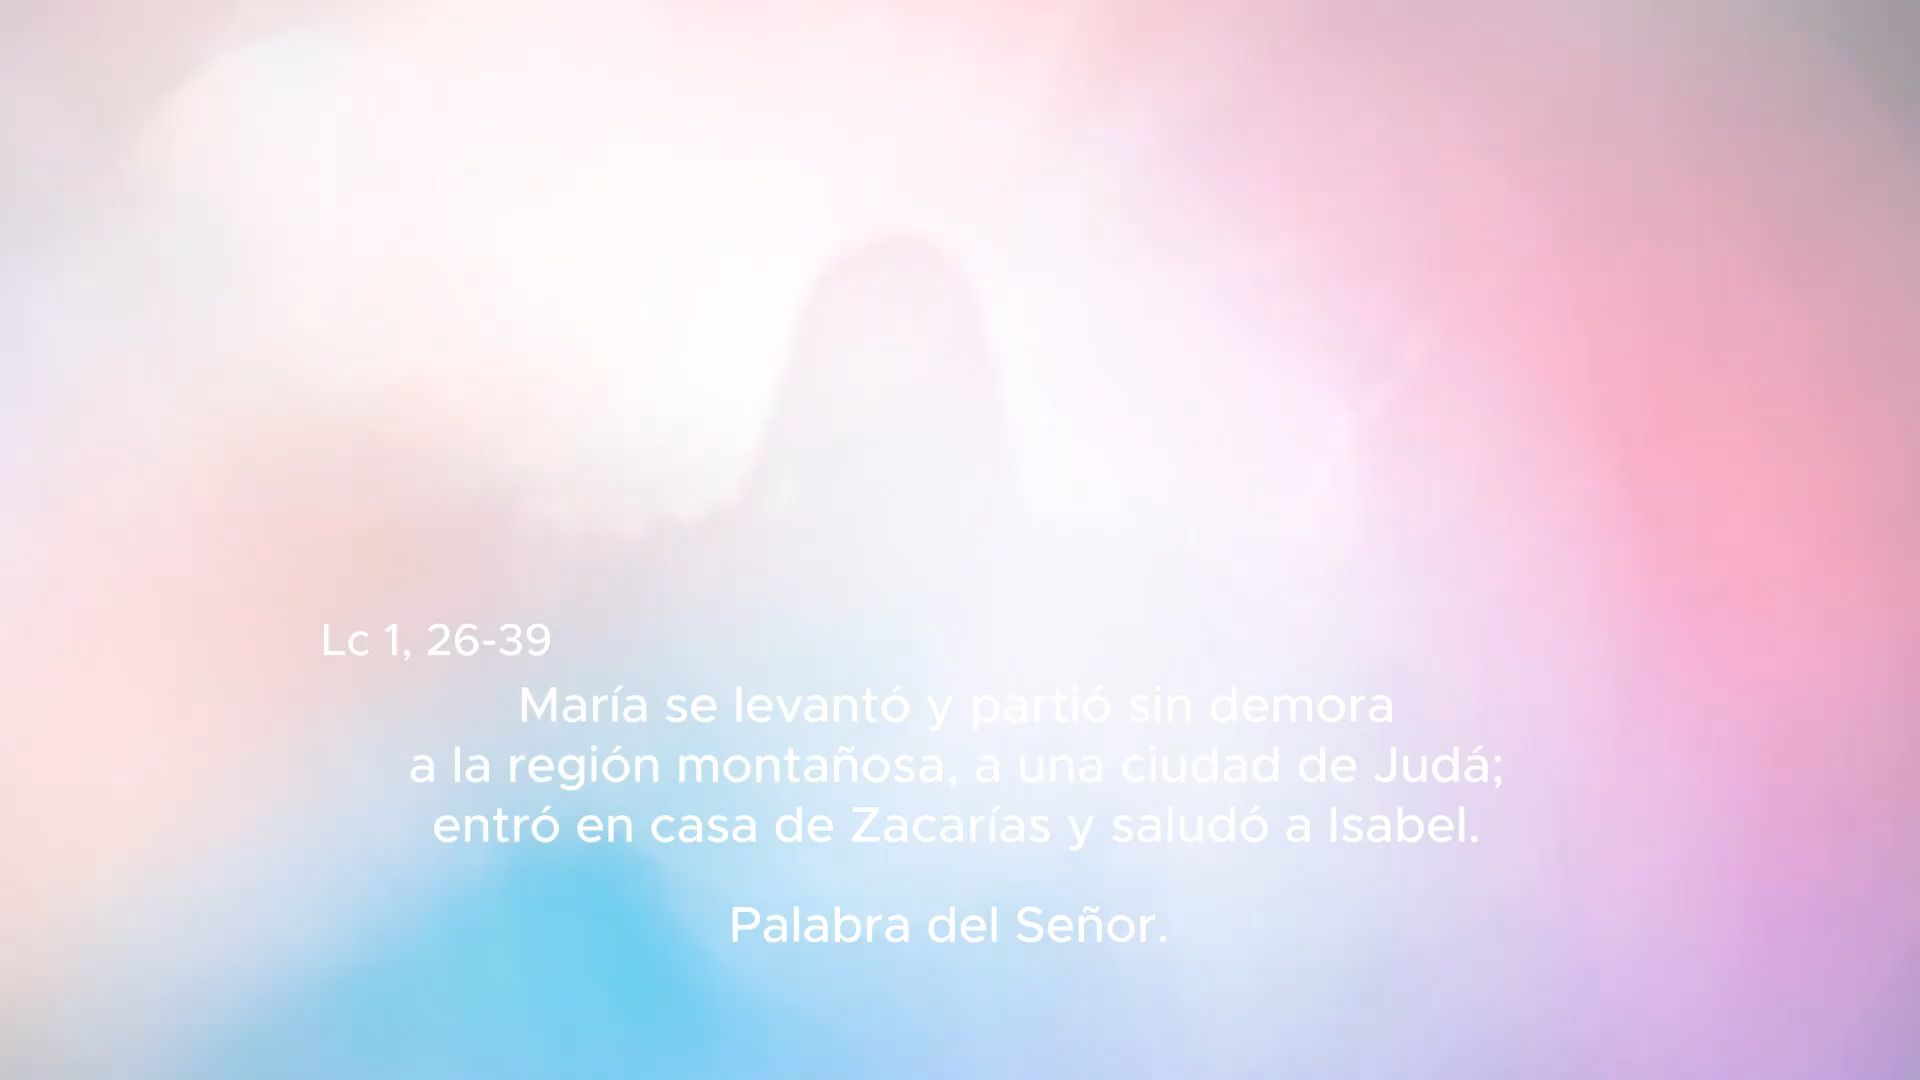 Lc 1, 26-39
María se levantó y partió sin demora
a la región montañosa, a una ciudad de Judá;
entró en casa de Zacarías y saludó a Isabel.
Palabra del Señor.